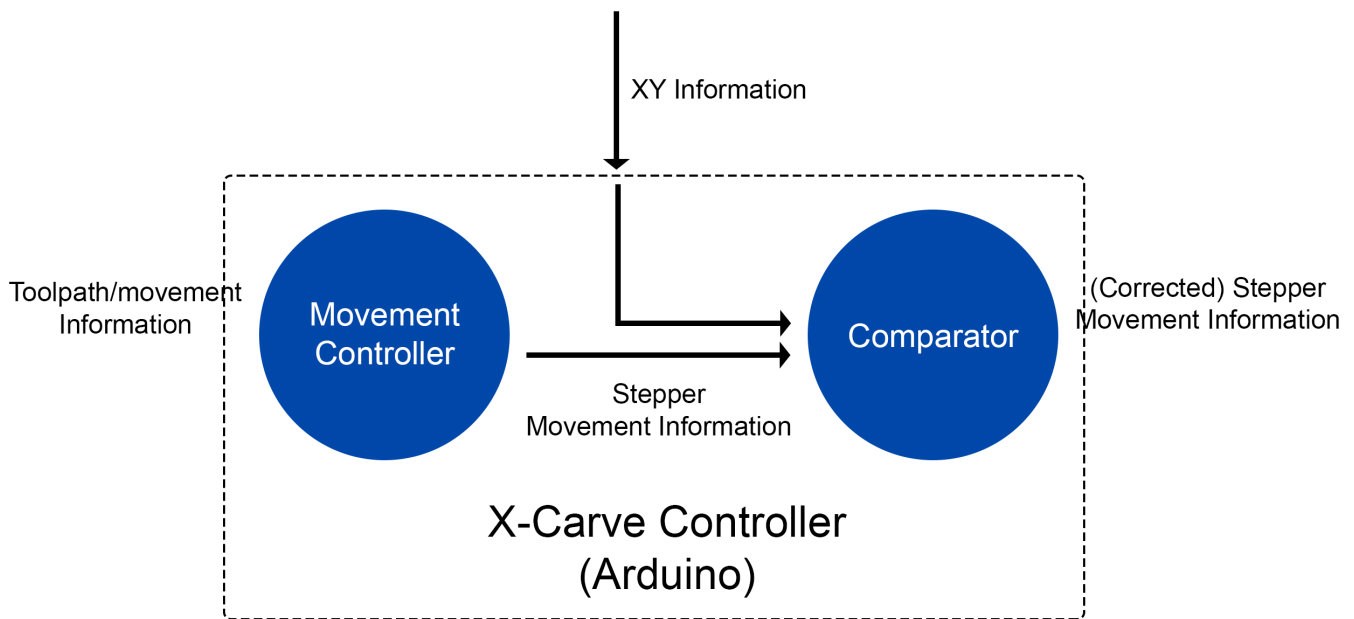 XY Information
Toolpath/movement
Information
Movement
Controller
Stepper
Movement Information
Comparator
(Corrected) Stepper
Movement Information
X-Carve Controller
(Arduino)